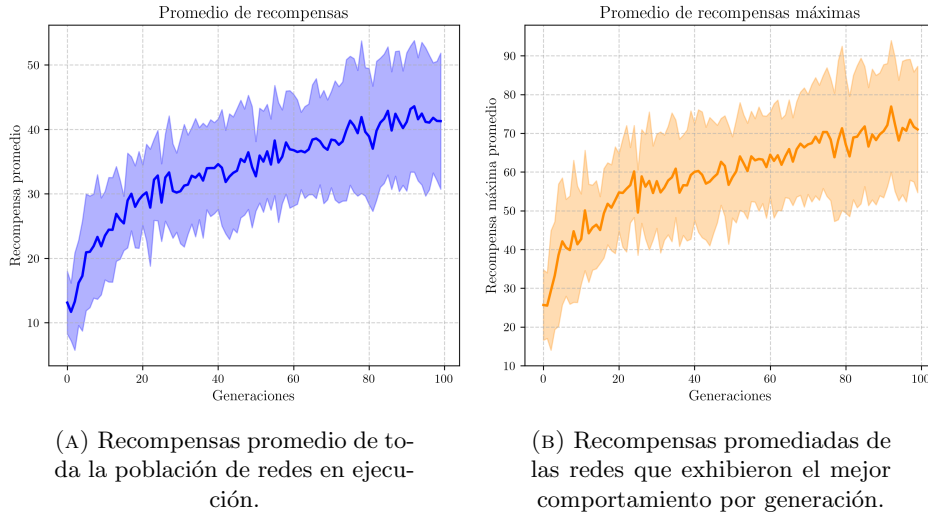 Promedio de recompensas
Recompensa promedio
50
40
30
20
10
0
20
40
60
80
100
Generaciones
(A) Recompensas promedio de to-
da la población de redes en ejecu-
ción.
Promedio de recompensas máximas
Recompensa máxima promedio
90
80
70
60
50
40
30
20
10
0
20
40
60
80
100
Generaciones
(B) Recompensas promediadas de
las redes que exhibieron el mejor
comportamiento por generación.